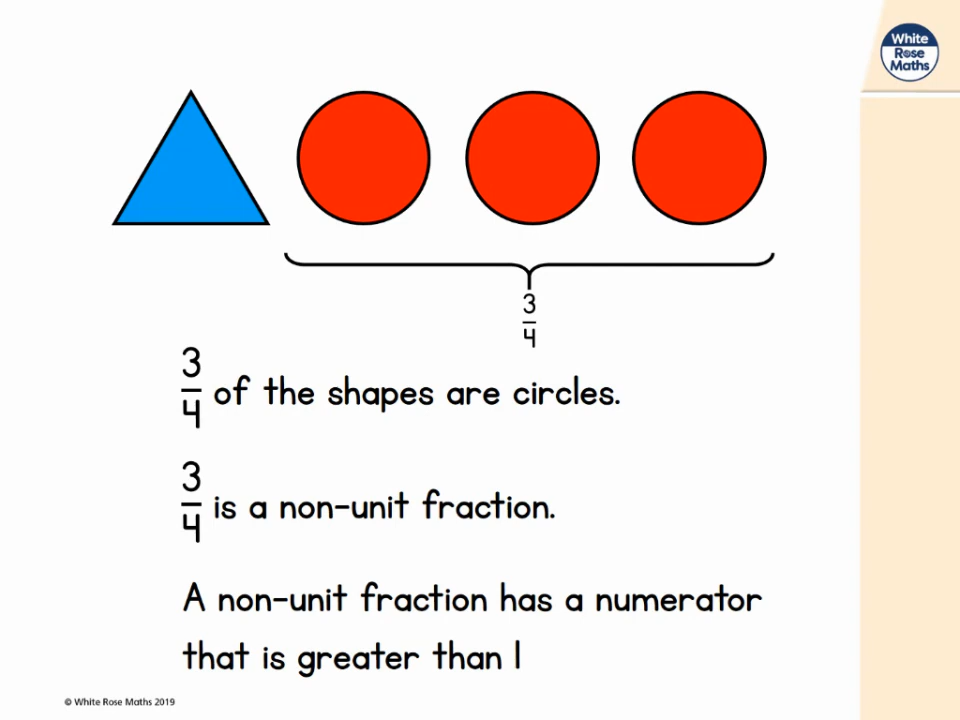 White
Rose
Maths
3
4
3
4 of the shapes are circles.
3
4 is a non-unit fraction.
A non-unit fraction has a numerator
that is greater than 1
© White Rose Maths 2019